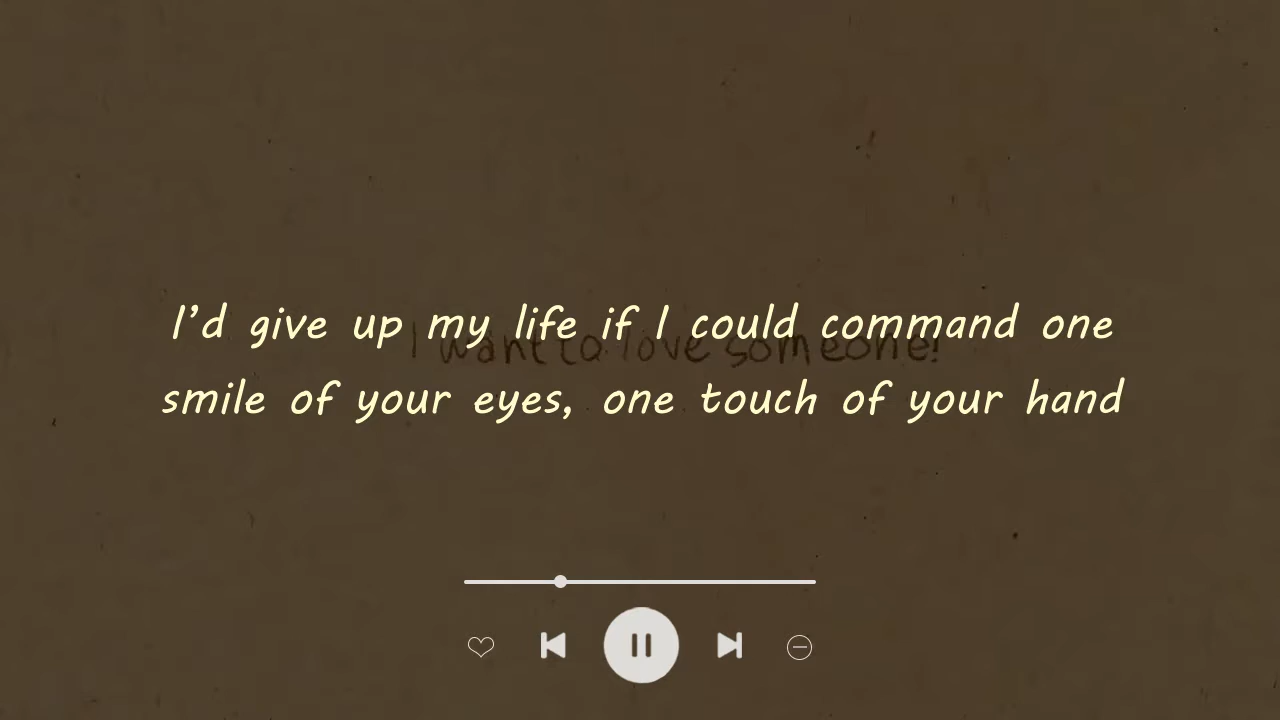 I'd give up my life if I could command one
I want to love someone!
smile of your eyes, one touch of your hand